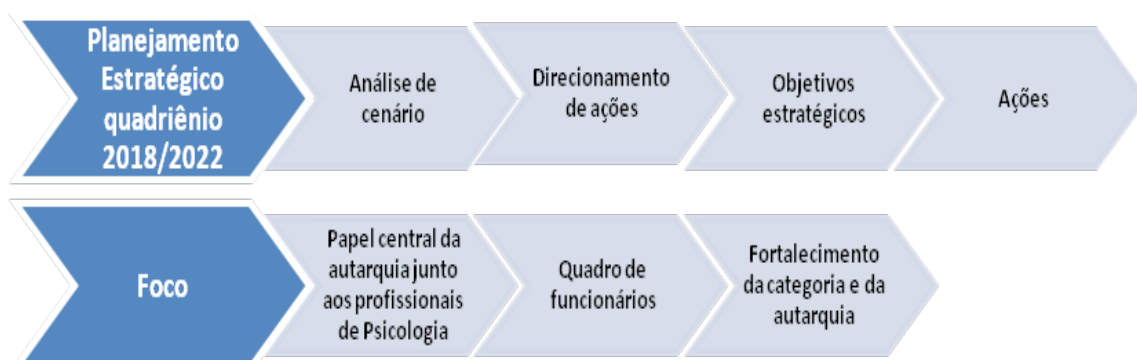 Planejamento
Estratégico
quadriênio
2018/2022
Análise de
cenário
Direcionamento
de ações
Objetivos
estratégicos
Ações
Foco
Papel central da
autarquia junto
aos profissionais
de Psicologia
Quadro de
funcionários
Fortalecimento
da categoria e da
autarquia